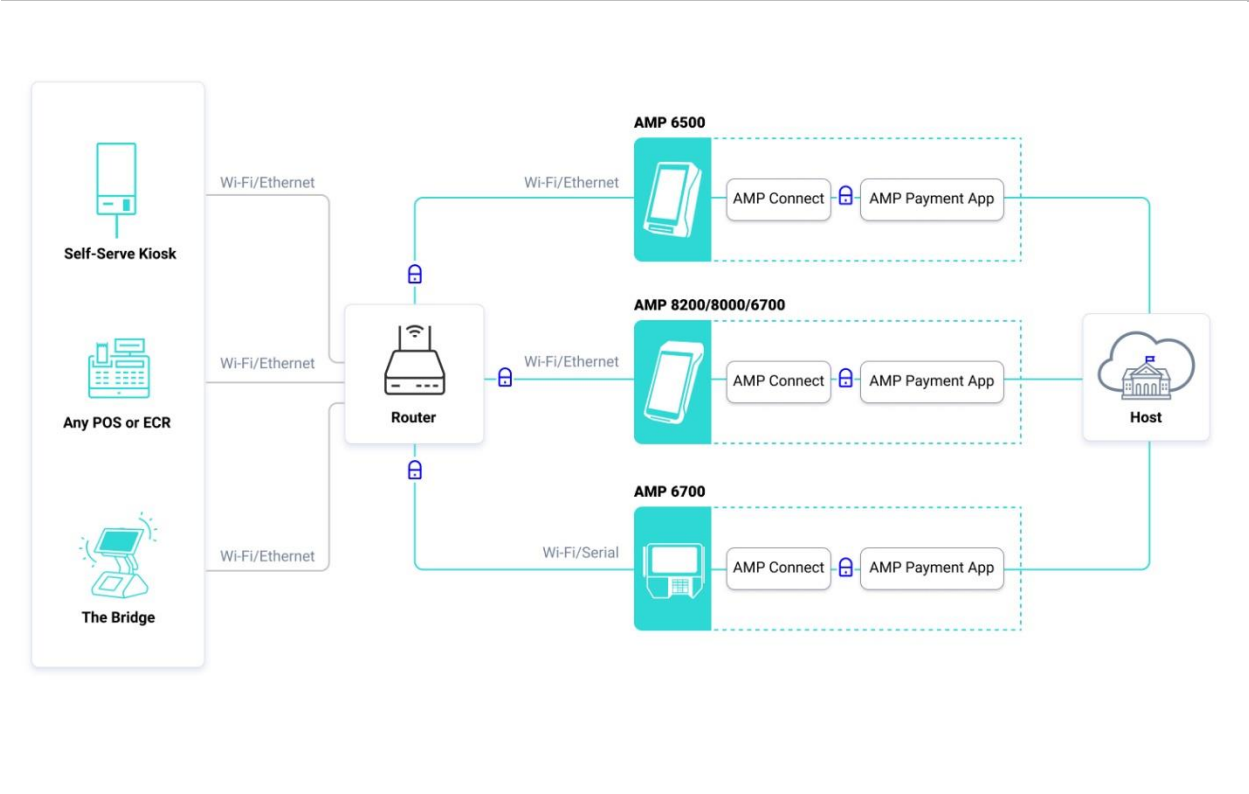 Self-Serve Kiosk
Any POS or ECR
The Bridge
Wi-Fi/Ethernet
Wi-Fi/Ethernet
Wi-Fi/Ethernet
Router
Wi-Fi/Ethernet
Wi-Fi/Ethernet
Wi-Fi/Serial
AMP 6500
AMP Connect
AMP Payment App
AMP 8200/8000/6700
AMP Connect
AMP Payment App
AMP 6700
AMP Connect
AMP Payment App
Host